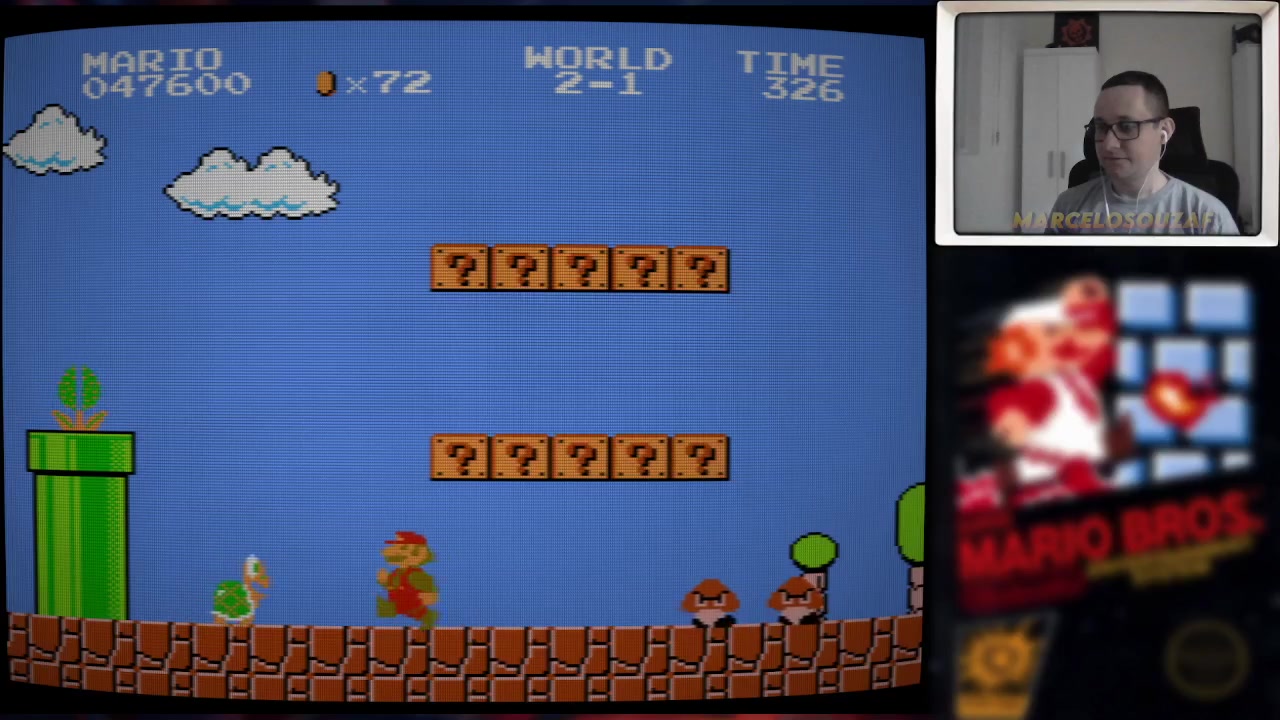 MARIO WORLD TIME
047600 ×72 2-1 326
? ? ? ? ?
? ? ? ? ?
MARCELOSOUZAF
MARIO BROS.